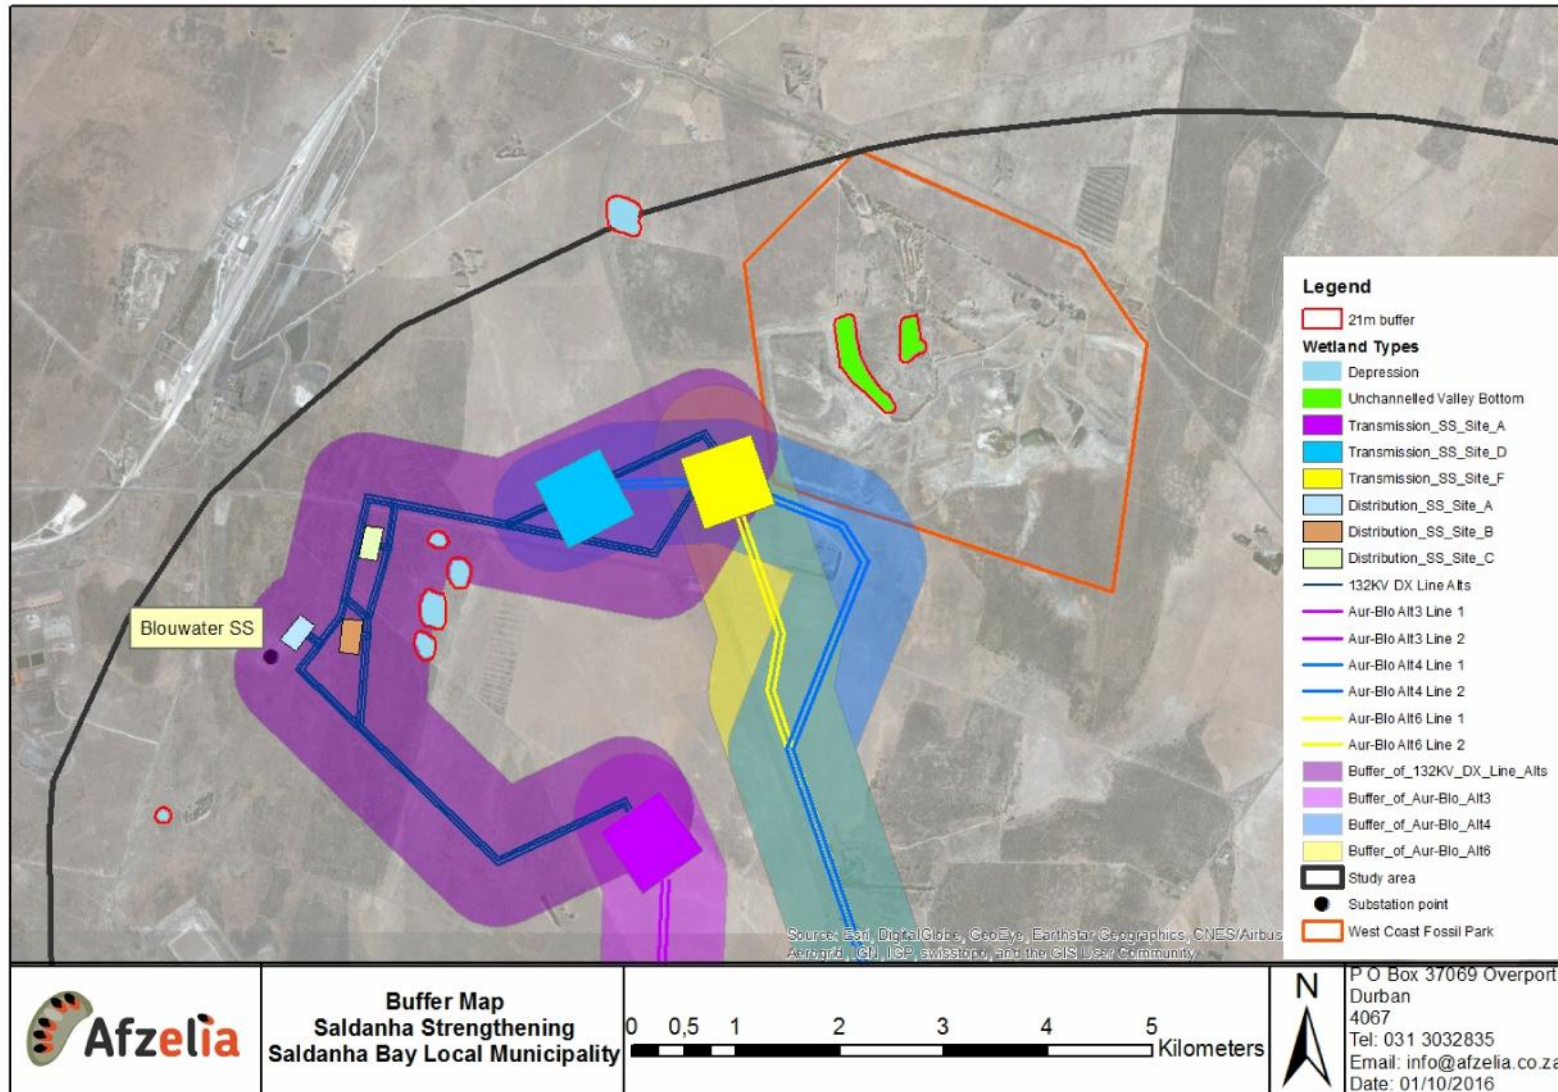 Blouwater SS
Legend
21m buffer
Wetland Types
Depression
Unchannelled Valley Bottom
Transmission_SS_Site_A
Transmission_SS_Site_D
Transmission_SS_Site_F
Distribution_SS_Site_A
Distribution_SS_Site_B
Distribution_SS_Site_C
132KV DX Line Alts
Aur-Blo Alt3 Line 1
Aur-Blo Alt3 Line 2
Aur-Blo Alt4 Line 1
Aur-Blo Alt4 Line 2
Aur-Blo Alt6 Line 1
Aur-Blo Alt6 Line 2
Buffer_of_132KV_DX_Line_Alts
Buffer_of_Aur-Blo_Alt3
Buffer_of_Aur-Blo_Alt4
Buffer_of_Aur-Blo_Alt6
Study area
Substation point
West Coast Fossil Park
Source: Esri, DigitalGlobe, GeoEye, Earthstar Geographics, CNES/Airbus
Aerogrid, IGN, IGP, swisstopo, and the GIS User Community
Afzelia
Buffer Map
Saldanha Strengthening
Saldanha Bay Local Municipality
0 0,5 1 2 3 4 5
Kilometers
N
P O Box 37069 Overport
Durban
4067
Tel: 031 3032835
Email: info@afzelia.co.za
Date: 01/10/2016